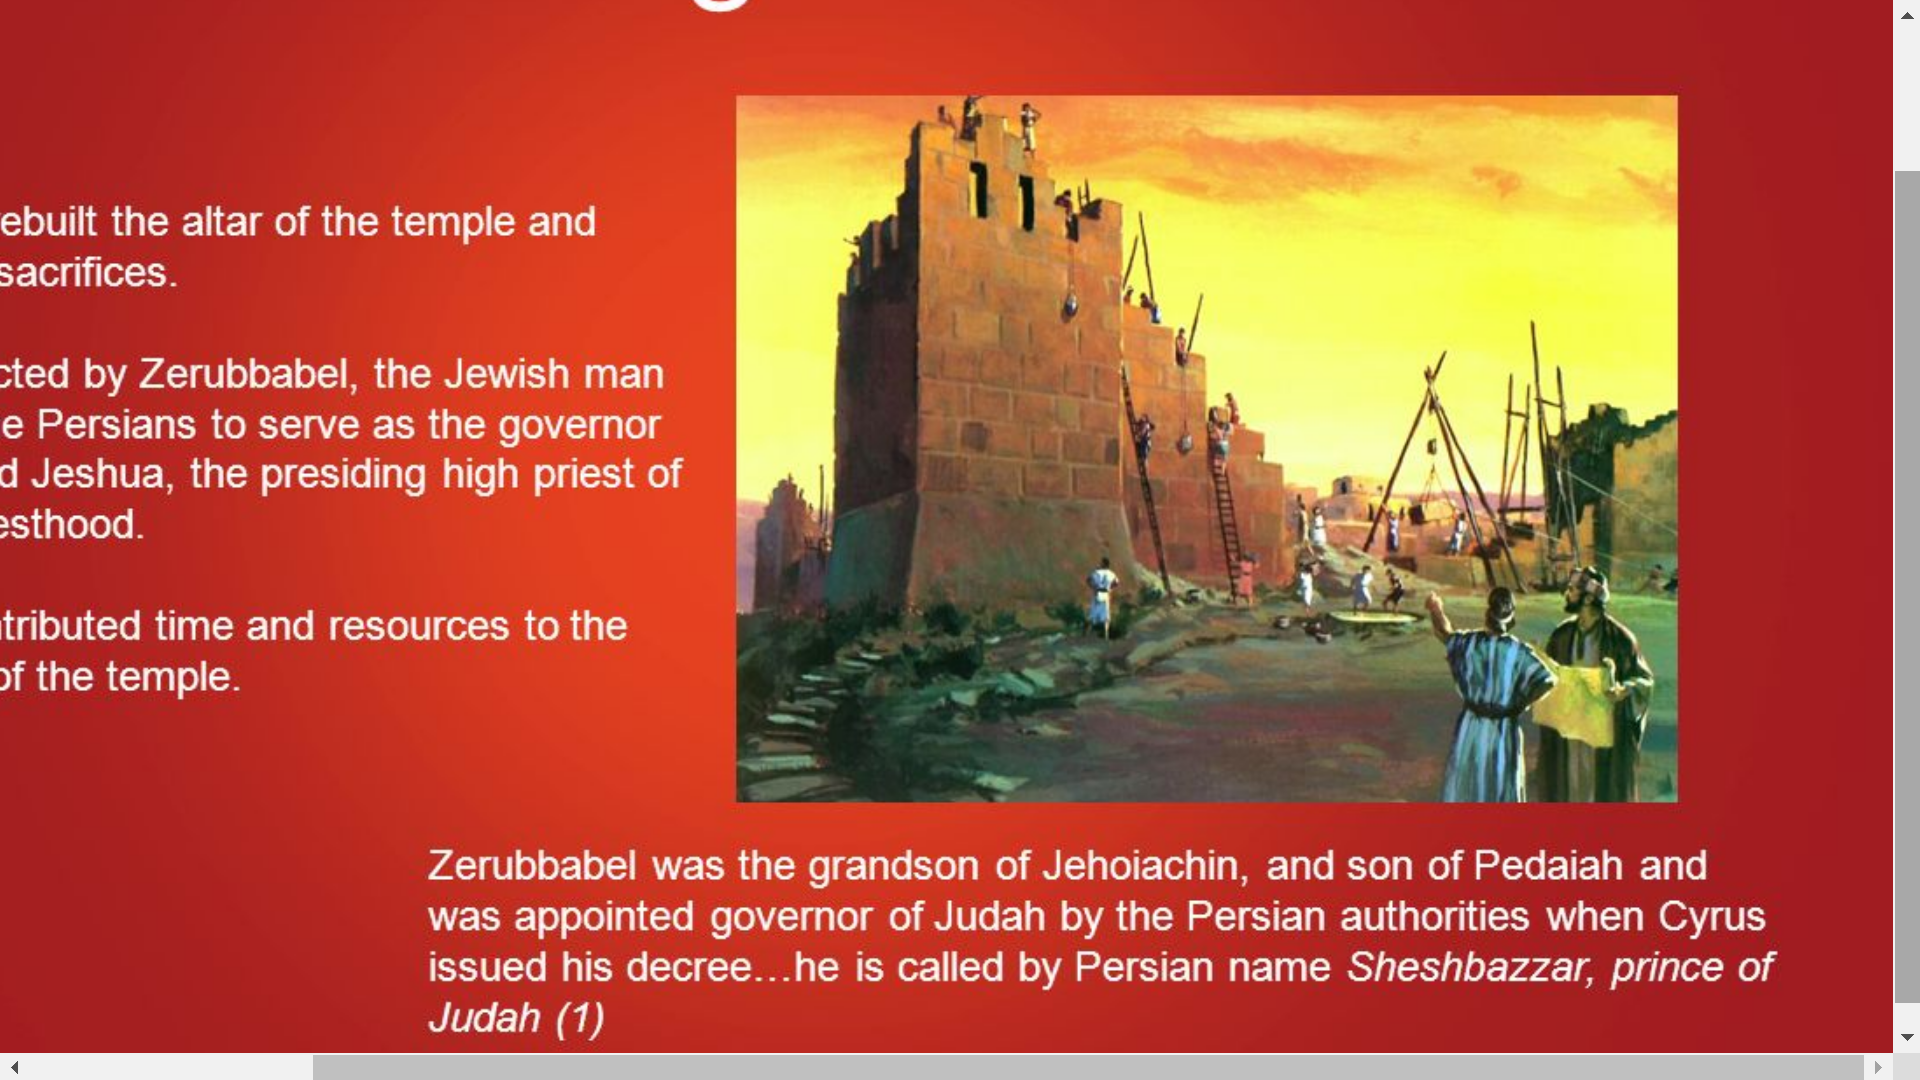 ebuilt the altar of the temple and
sacrifices.
cted by Zerubbabel, the Jewish man
e Persians to serve as the governor
d Jeshua, the presiding high priest of
esthood.
tributed time and resources to the
of the temple.
Zerubbabel was the grandson of Jehoiachin, and son of Pedaiah and
was appointed governor of Judah by the Persian authorities when Cyrus
issued his decree…he is called by Persian name Sheshbazzar, prince of
Judah (1)